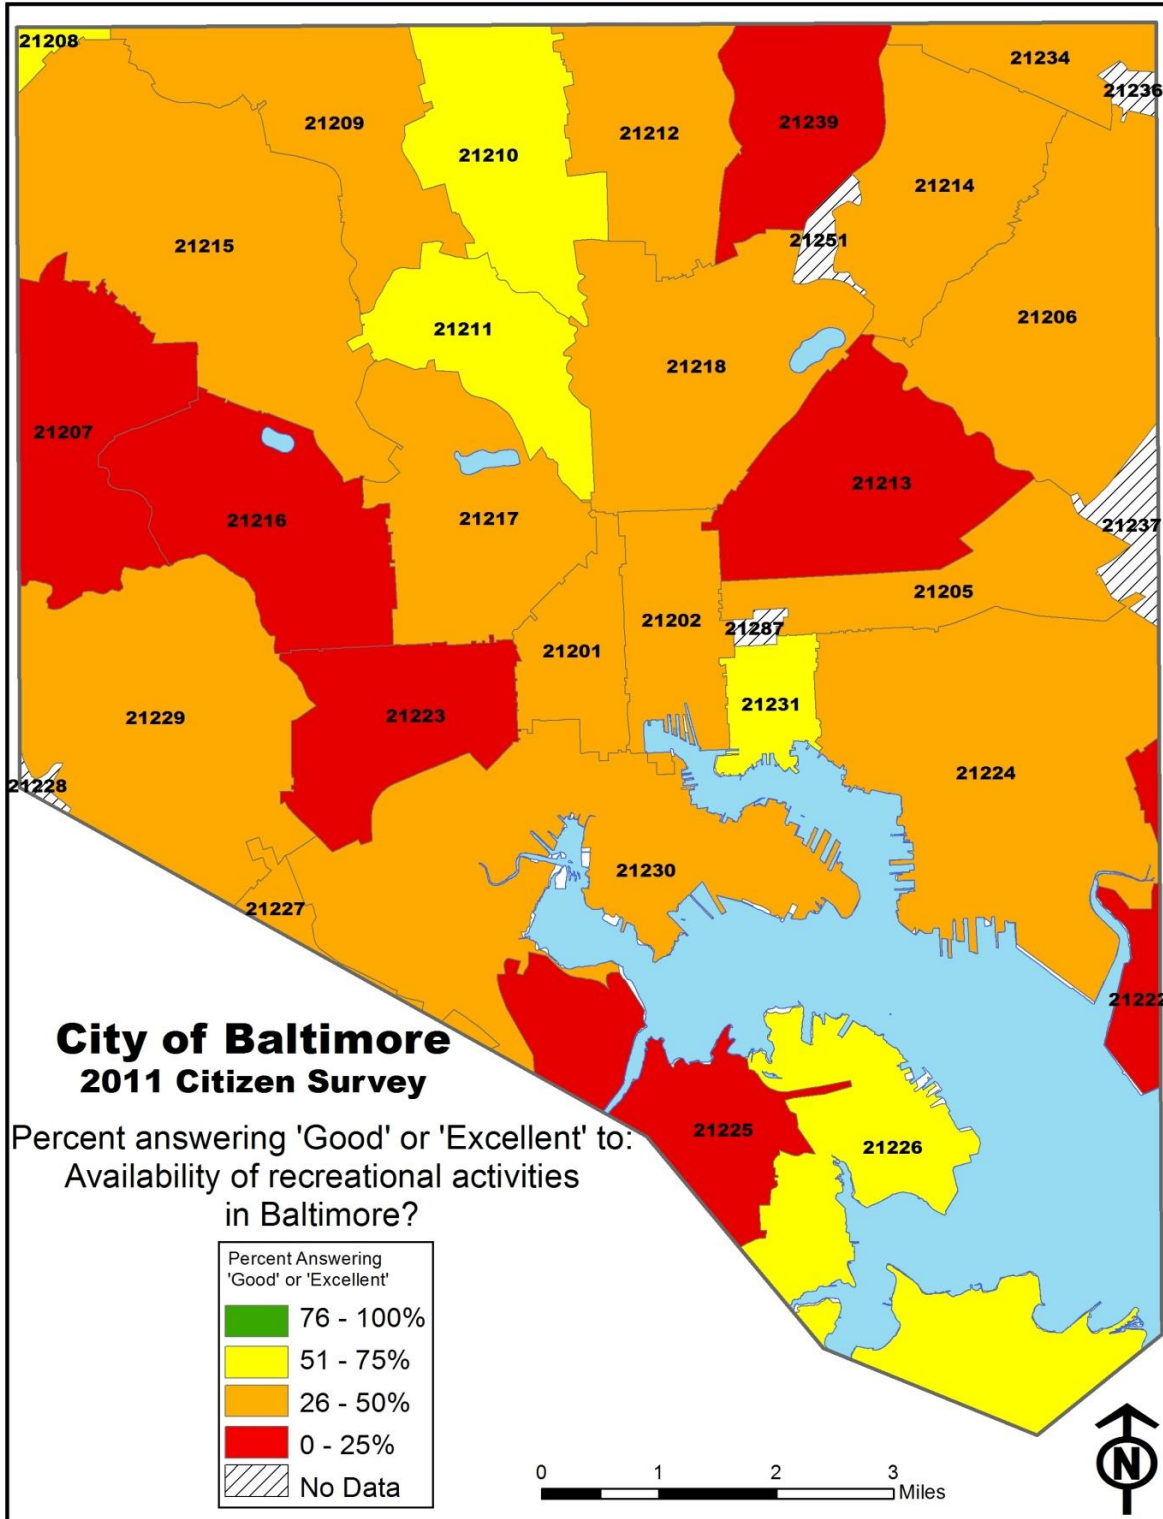 21208
21234
21236
21209
21212
21239
21210
21214
21215
21251
21206
21211
21218
21207
21213
21216
21217
21237
21205
21202
21287
21201
21231
21229
21223
21224
21228
21230
21227
21222
City of Baltimore
2011 Citizen Survey
21225
21226
Percent answering 'Good' or 'Excellent' to:
Availability of recreational activities
in Baltimore?
Percent Answering
'Good' or 'Excellent'
76 - 100%
51 - 75%
26 - 50%
0 - 25%
No Data
0 1 2 3
Miles
N